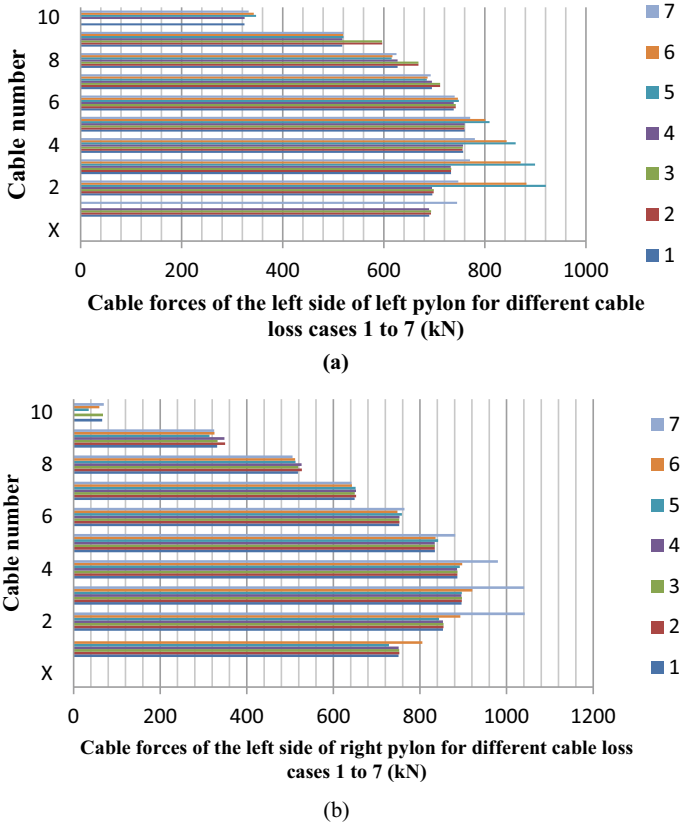 10
8
6
4
2
X
Cable number
0 200 400 600 800 1000
Cable forces of the left side of left pylon for different cable
loss cases 1 to 7 (kN)
7
6
5
4
3
2
1
(a)
10
8
6
4
2
X
Cable number
0 200 400 600 800 1000 1200
Cable forces of the left side of right pylon for different cable loss
cases 1 to 7 (kN)
7
6
5
4
3
2
1
(b)